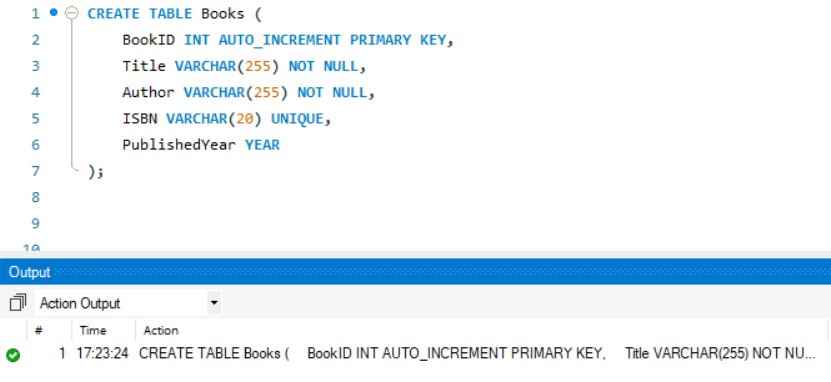 1 CREATE TABLE Books (
2 BookID INT AUTO_INCREMENT PRIMARY KEY,
3 Title VARCHAR(255) NOT NULL,
4 Author VARCHAR(255) NOT NULL,
5 ISBN VARCHAR(20) UNIQUE,
6 PublishedYear YEAR
7 );
8
9
10
Output
Action Output
# Time Action
1 17:23:24 CREATE TABLE Books ( BookID INT AUTO_INCREMENT PRIMARY KEY, Title VARCHAR(255) NOT NU...